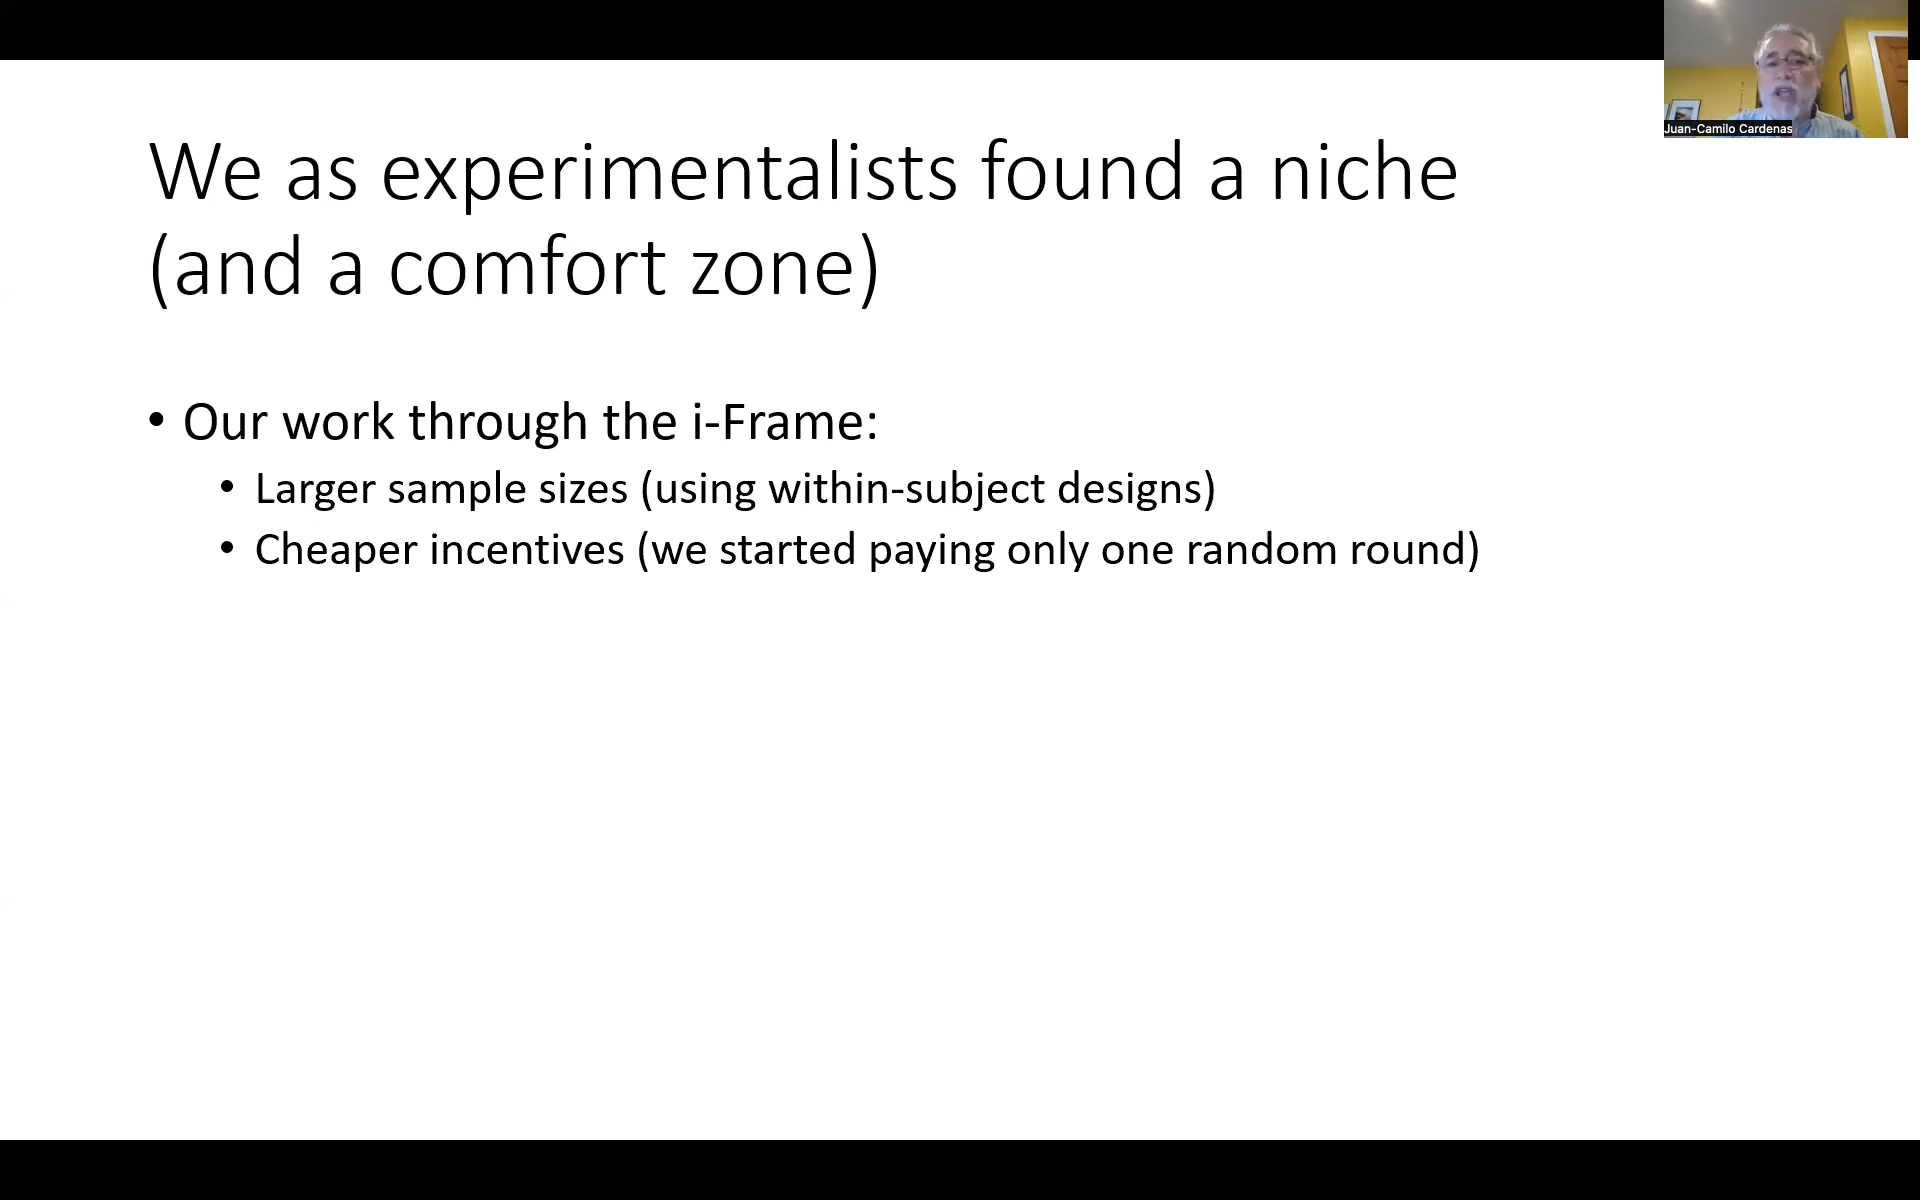 Juan-Camilo Cardenas
We as experimentalists found a niche
(and a comfort zone)
• Our work through the i-Frame:
• Larger sample sizes (using within-subject designs)
• Cheaper incentives (we started paying only one random round)